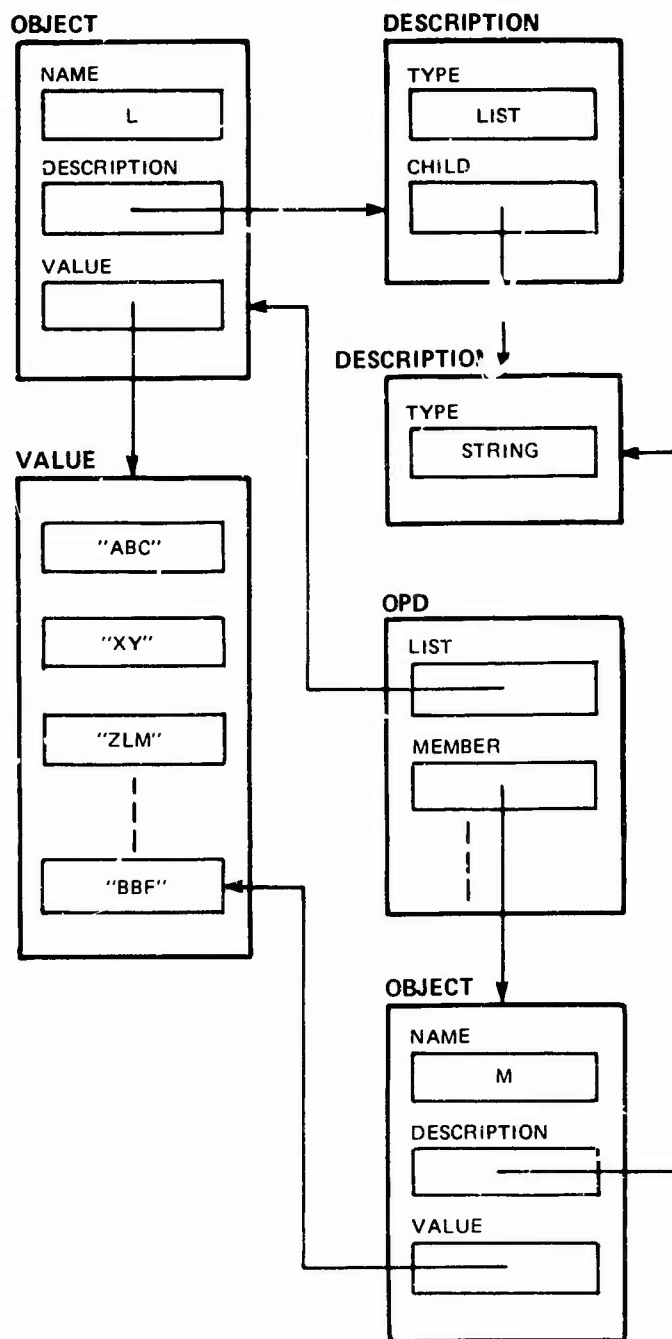 OBJECT
NAME
L
DESCRIPTION
VALUE
DESCRIPTION
TYPE
LIST
CHILD
DESCRIPTION
TYPE
STRING
VALUE
"ABC"
"XY"
"ZLM"
"BBF"
OPD
LIST
MEMBER
OBJECT
NAME
M
DESCRIPTION
VALUE